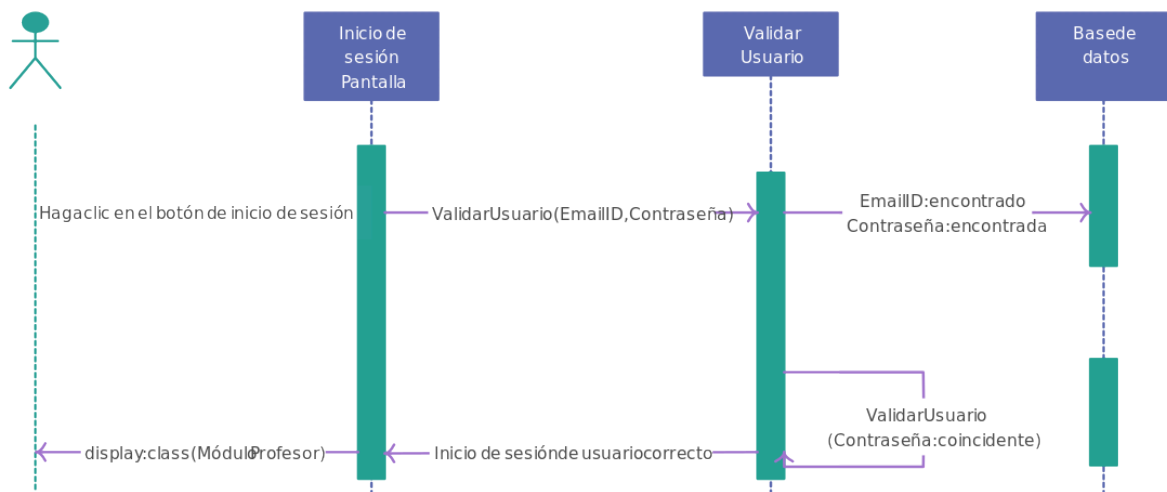 Inicio de
sesión
Pantalla
Validar
Usuario
Basede
datos
Hagaclic en el botón de inicio de sesión
ValidarUsuario(EmailID,Contraseña)
EmailID:encontrado
Contraseña:encontrada
ValidarUsuario
(Contraseña:coincidente)
display:class(MóduloProfesor)
Inicio de sesiónde usuariocorrecto